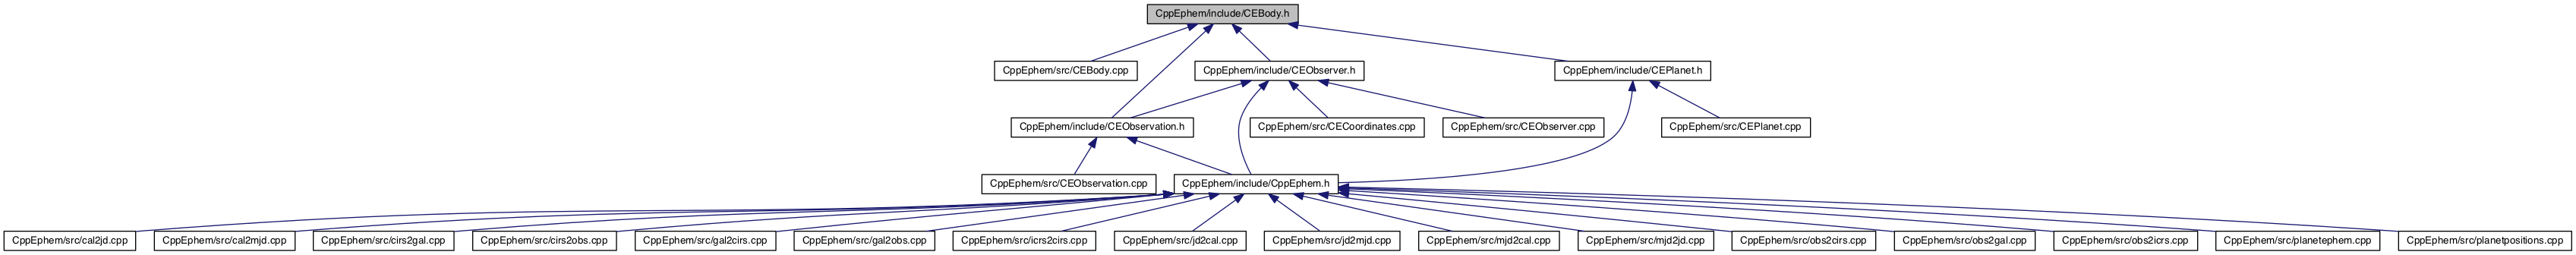 CppEphem/include/CEBody.h
CppEphem/src/CEBody.cpp
CppEphem/include/CEObserver.h
CppEphem/include/CEPlanet.h
CppEphem/include/CEObservation.h
CppEphem/src/CECoordinates.cpp
CppEphem/src/CEObserver.cpp
CppEphem/src/CEPlanet.cpp
CppEphem/src/CEObservation.cpp
CppEphem/include/CppEphem.h
CppEphem/src/cal2jd.cpp
CppEphem/src/cal2mjd.cpp
CppEphem/src/cirs2gal.cpp
CppEphem/src/cirs2obs.cpp
CppEphem/src/gal2cirs.cpp
CppEphem/src/gal2obs.cpp
CppEphem/src/icrs2cirs.cpp
CppEphem/src/jd2cal.cpp
CppEphem/src/jd2mjd.cpp
CppEphem/src/mjd2cal.cpp
CppEphem/src/mjd2jd.cpp
CppEphem/src/obs2cirs.cpp
CppEphem/src/obs2gal.cpp
CppEphem/src/obs2icrs.cpp
CppEphem/src/planetephem.cpp
CppEphem/src/planetpositions.cpp